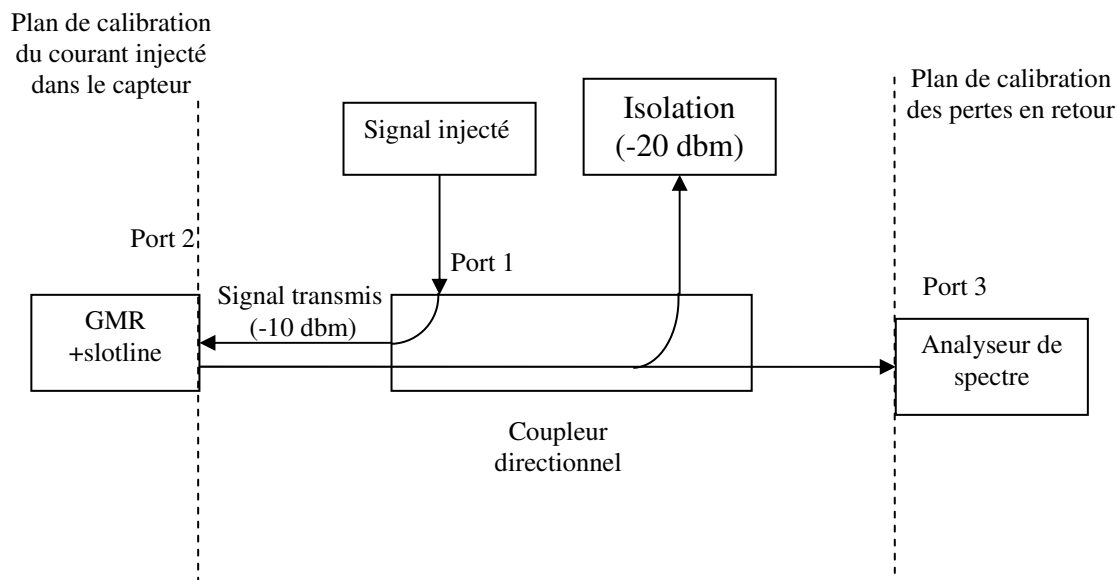 Plan de calibration
du courant injecté
dans le capteur
Signal injecté
Isolation
(-20 dbm)
Plan de calibration
des pertes en retour
Port 2
Port 1
Signal transmis
(-10 dbm)
Port 3
GMR
+slotline
Analyseur de
spectre
Coupleur
directionnel